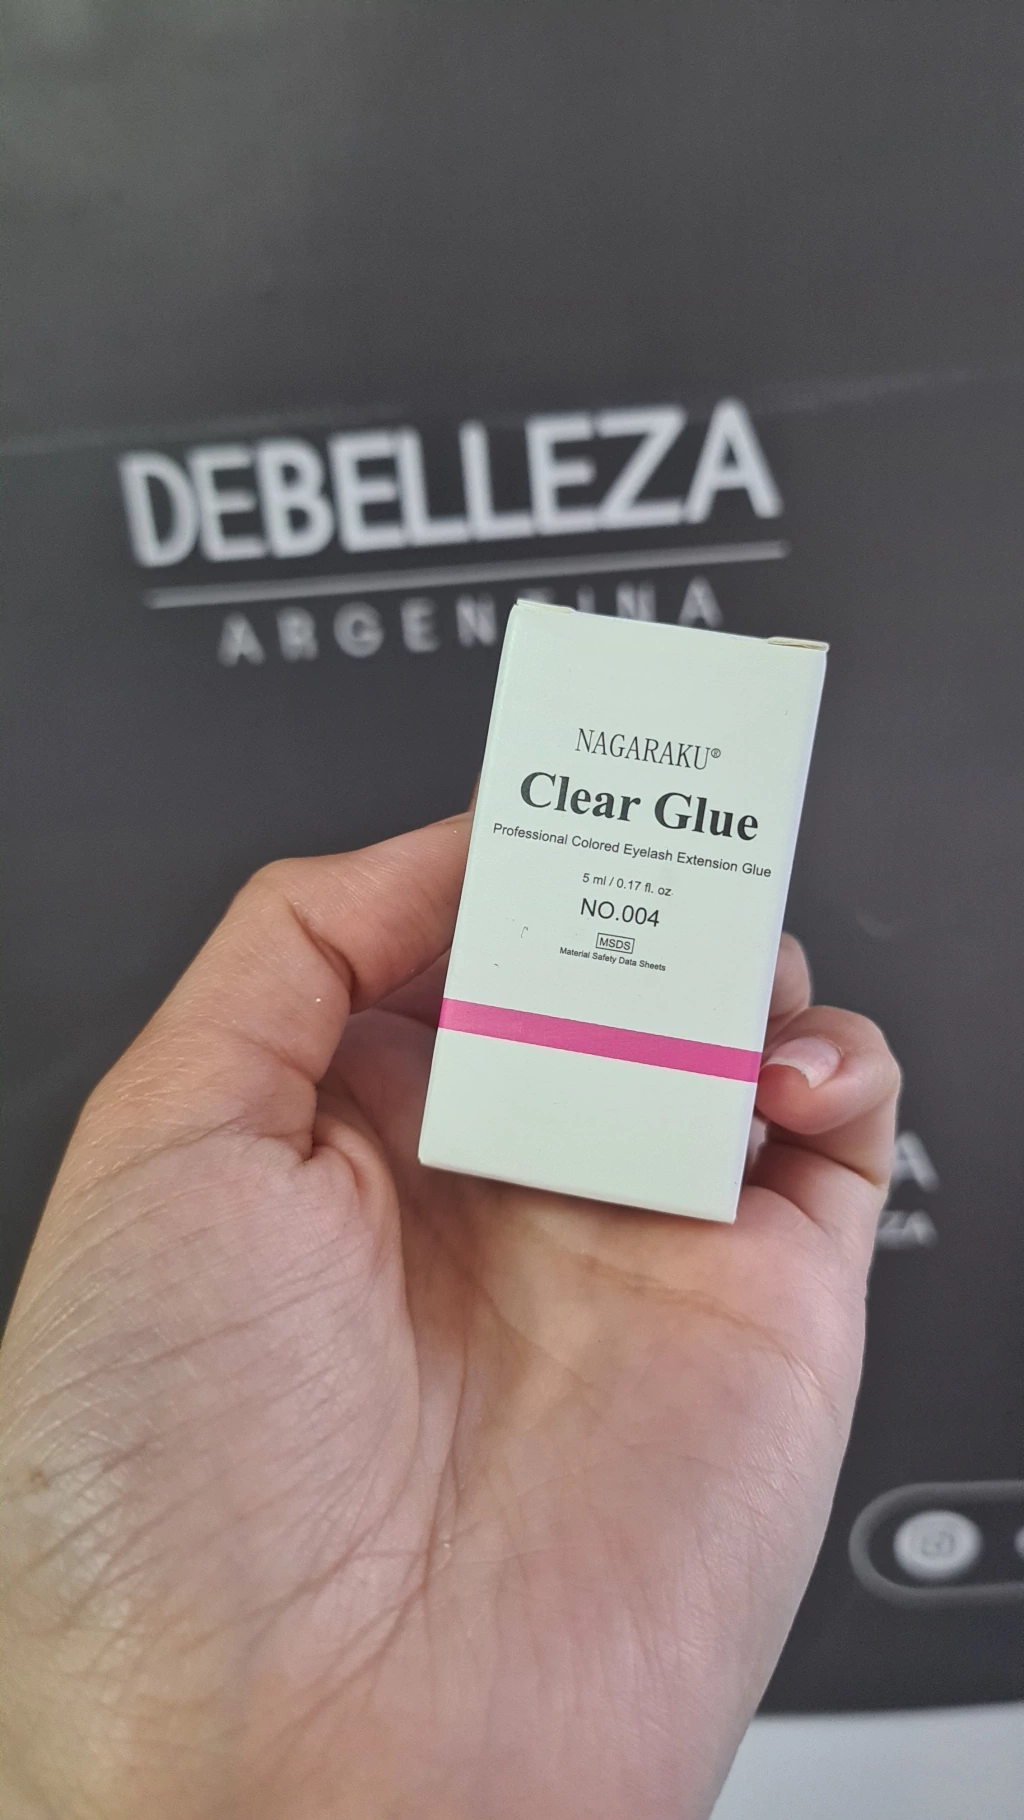 DEBELLEZA
ARGENTINA
NAGARAKU®
Clear Glue
Professional Colored Eyelash Extension Glue
5 ml / 0.17 fl. oz.
NO.004
MSDS
Material Safety Data Sheets
A
ZA